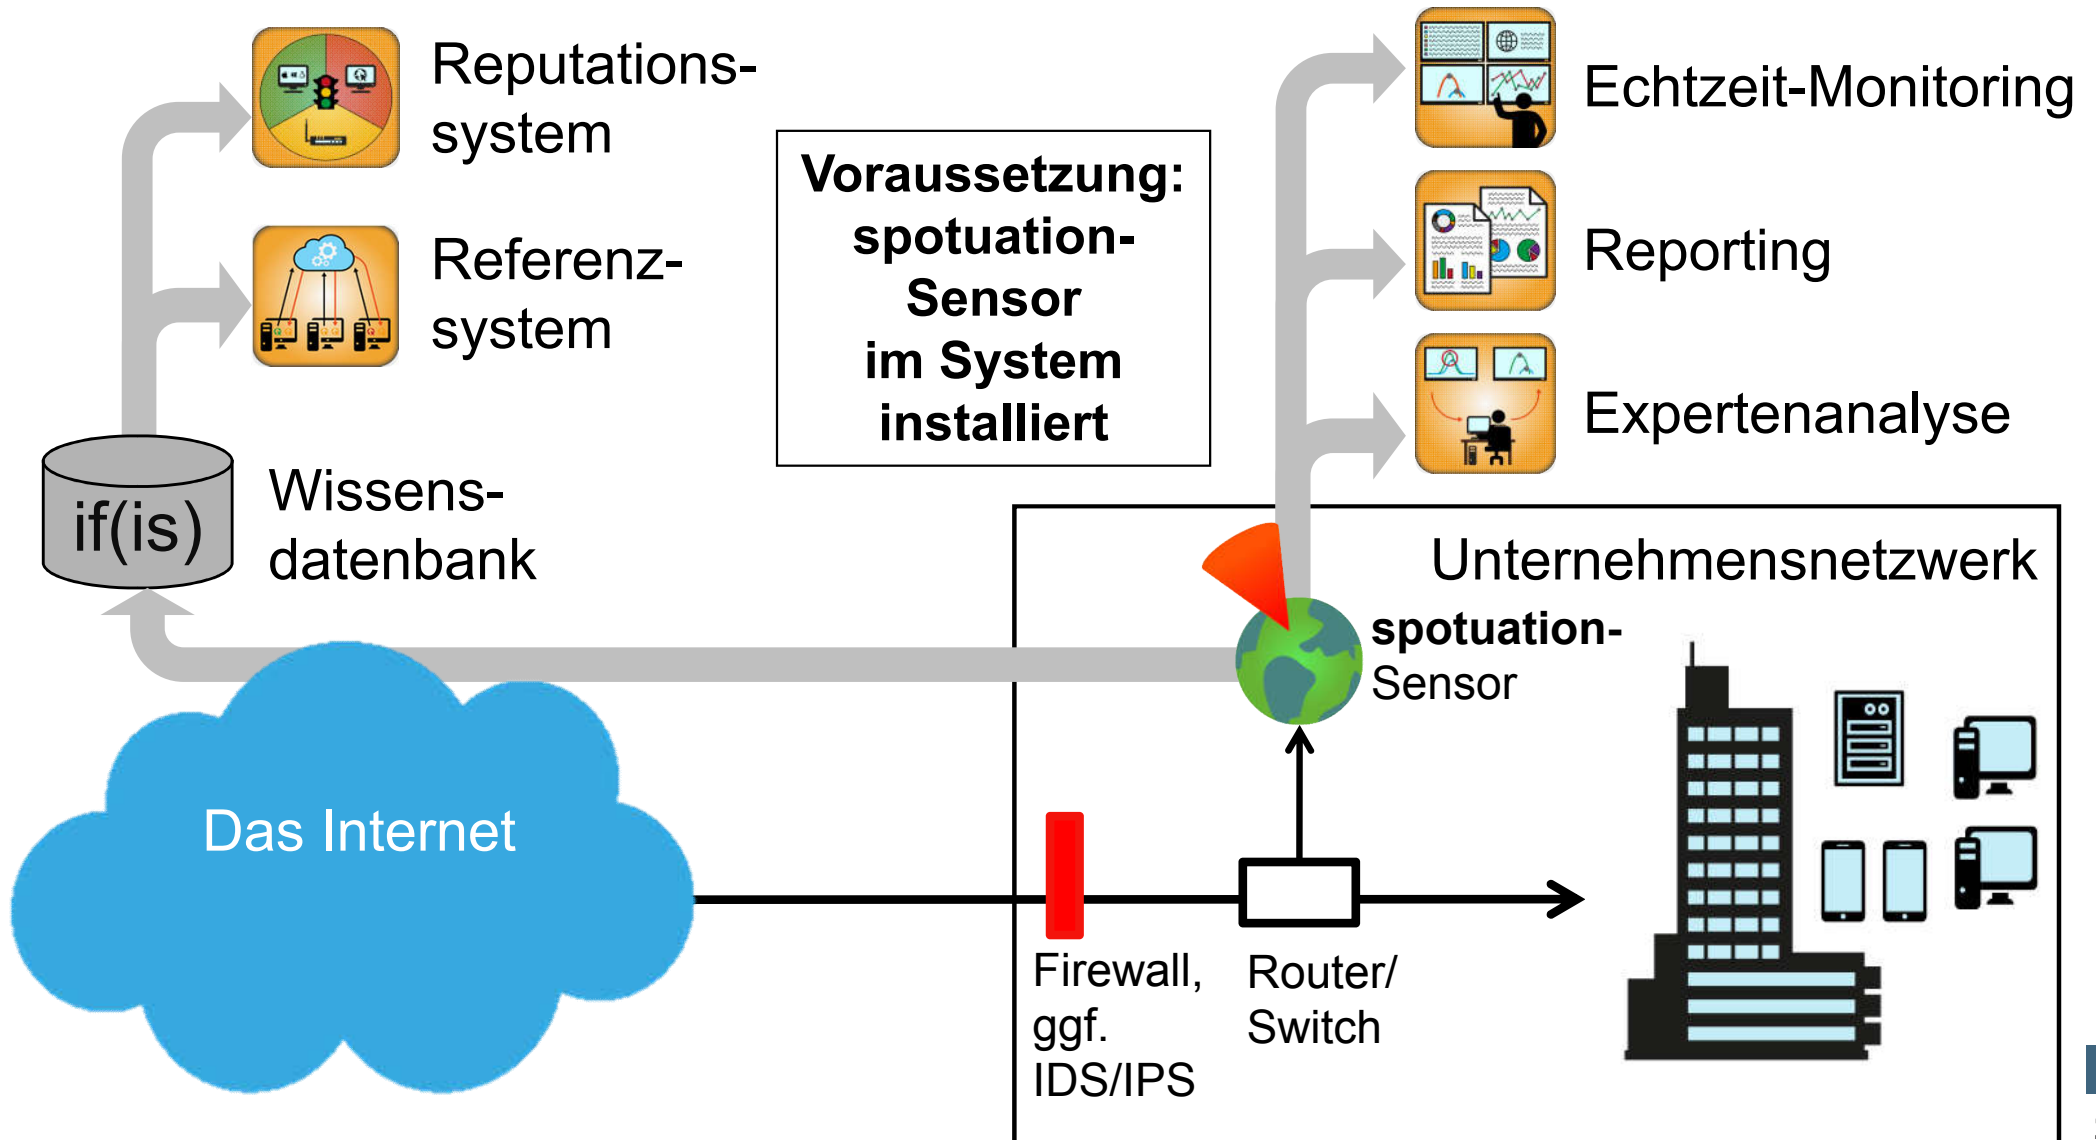 Reputations-
system
Referenz-
system
Wissens-
datenbank
if(is)
Voraussetzung:
spotuation-
Sensor
im System
installiert
Echtzeit-Monitoring
Reporting
Expertenanalyse
Unternehmensnetzwerk
spotuation-
Sensor
Das Internet
Firewall,
ggf.
IDS/IPS
Router/
Switch